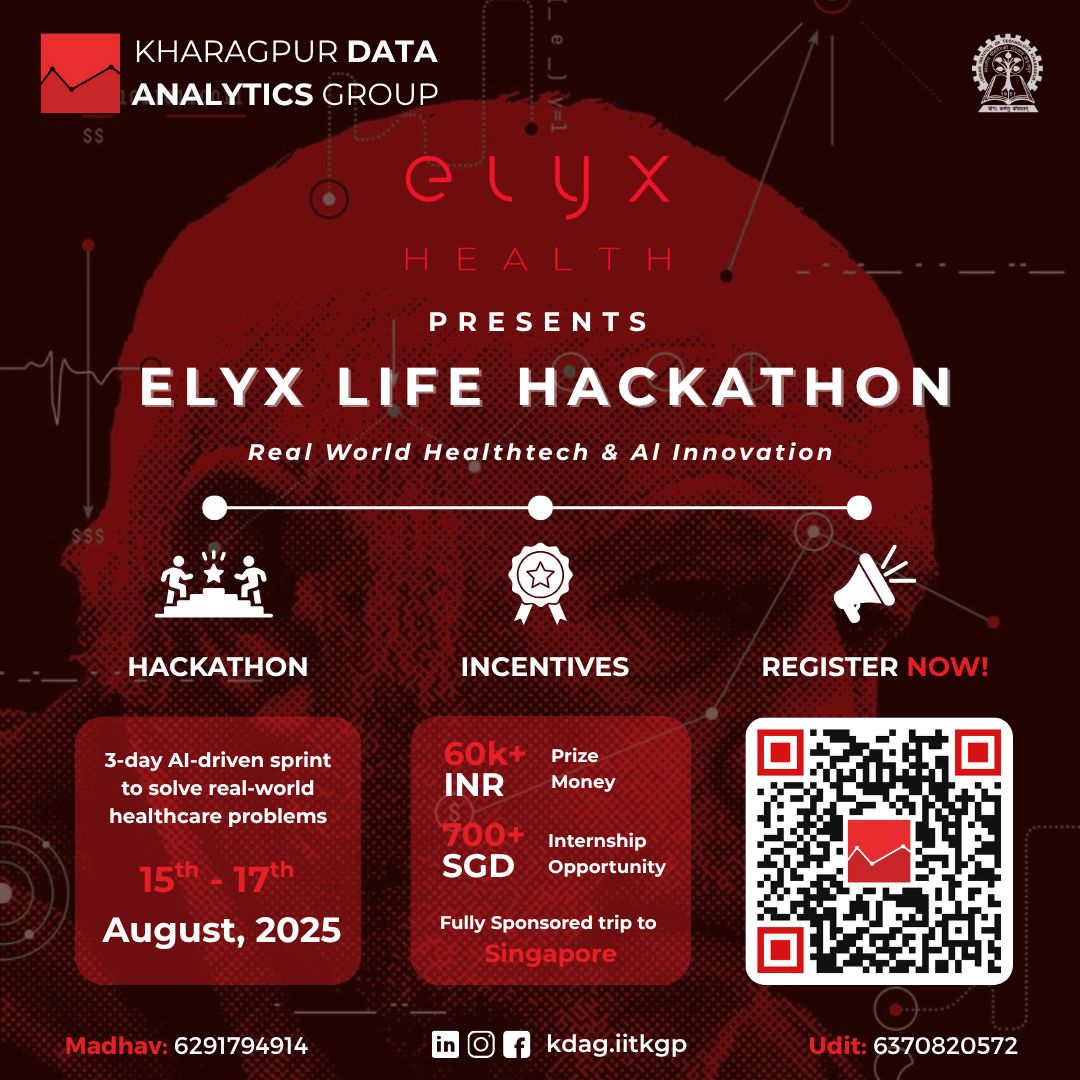 KHARAGPUR DATA
ANALYTICS GROUP
elyx
HEALTH
PRESENTS
ELYX LIFE HACKATHON
Real World Healthtech & AI Innovation
HACKATHON
3-day AI-driven sprint
to solve real-world
healthcare problems
15th - 17th
August, 2025
INCENTIVES
60k+ Prize
INR Money
700+ Internship
SGD Opportunity
Fully Sponsored trip to
Singapore
REGISTER NOW!
Madhav: 6291794914
kdag.iitkgp
Udit: 6370820572
$$
$$$
$